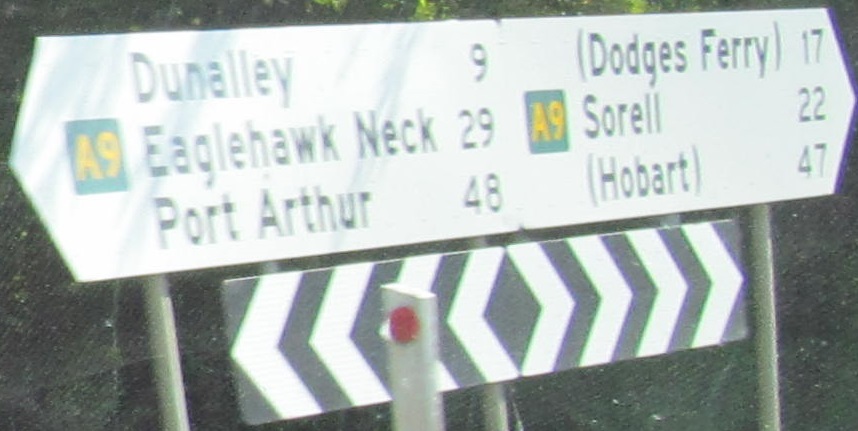 Dunalley 9
A9 Eaglehawk Neck 29
Port Arthur 48
(Dodges Ferry) 17
A9 Sorell 22
(Hobart) 47